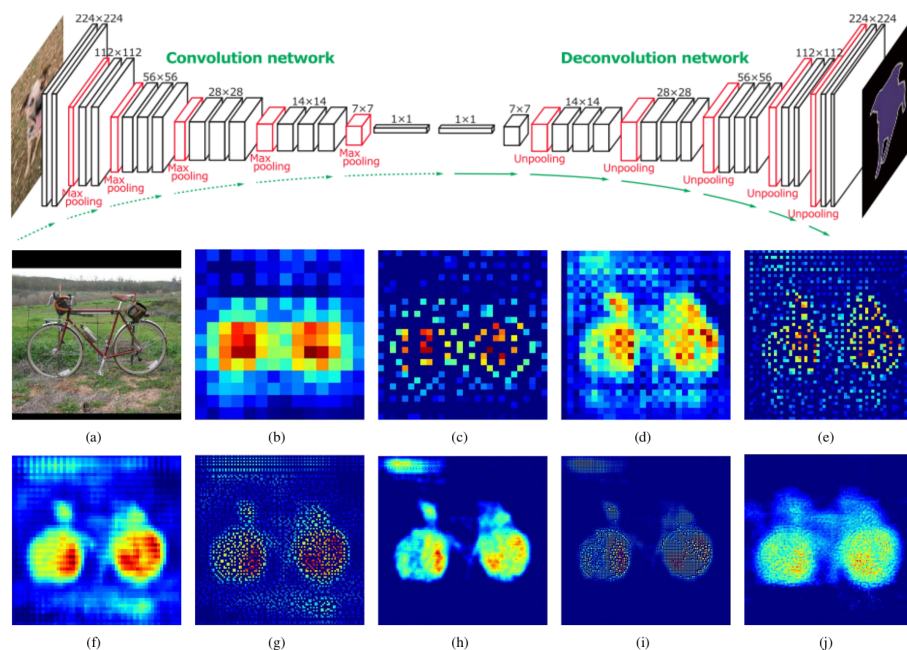 224×224
112×112
56×56
Convolution network
28×28
14×14
7×7
1×1
1×1
7×7
14×14
Deconvolution network
28×28
56×56
112×112
224×224
Max
pooling
Max
pooling
Max
pooling
Max
pooling
Max
pooling
Unpooling
Unpooling
Unpooling
Unpooling
Unpooling
(a)
(b)
(c)
(d)
(e)
(f)
(g)
(h)
(i)
(j)